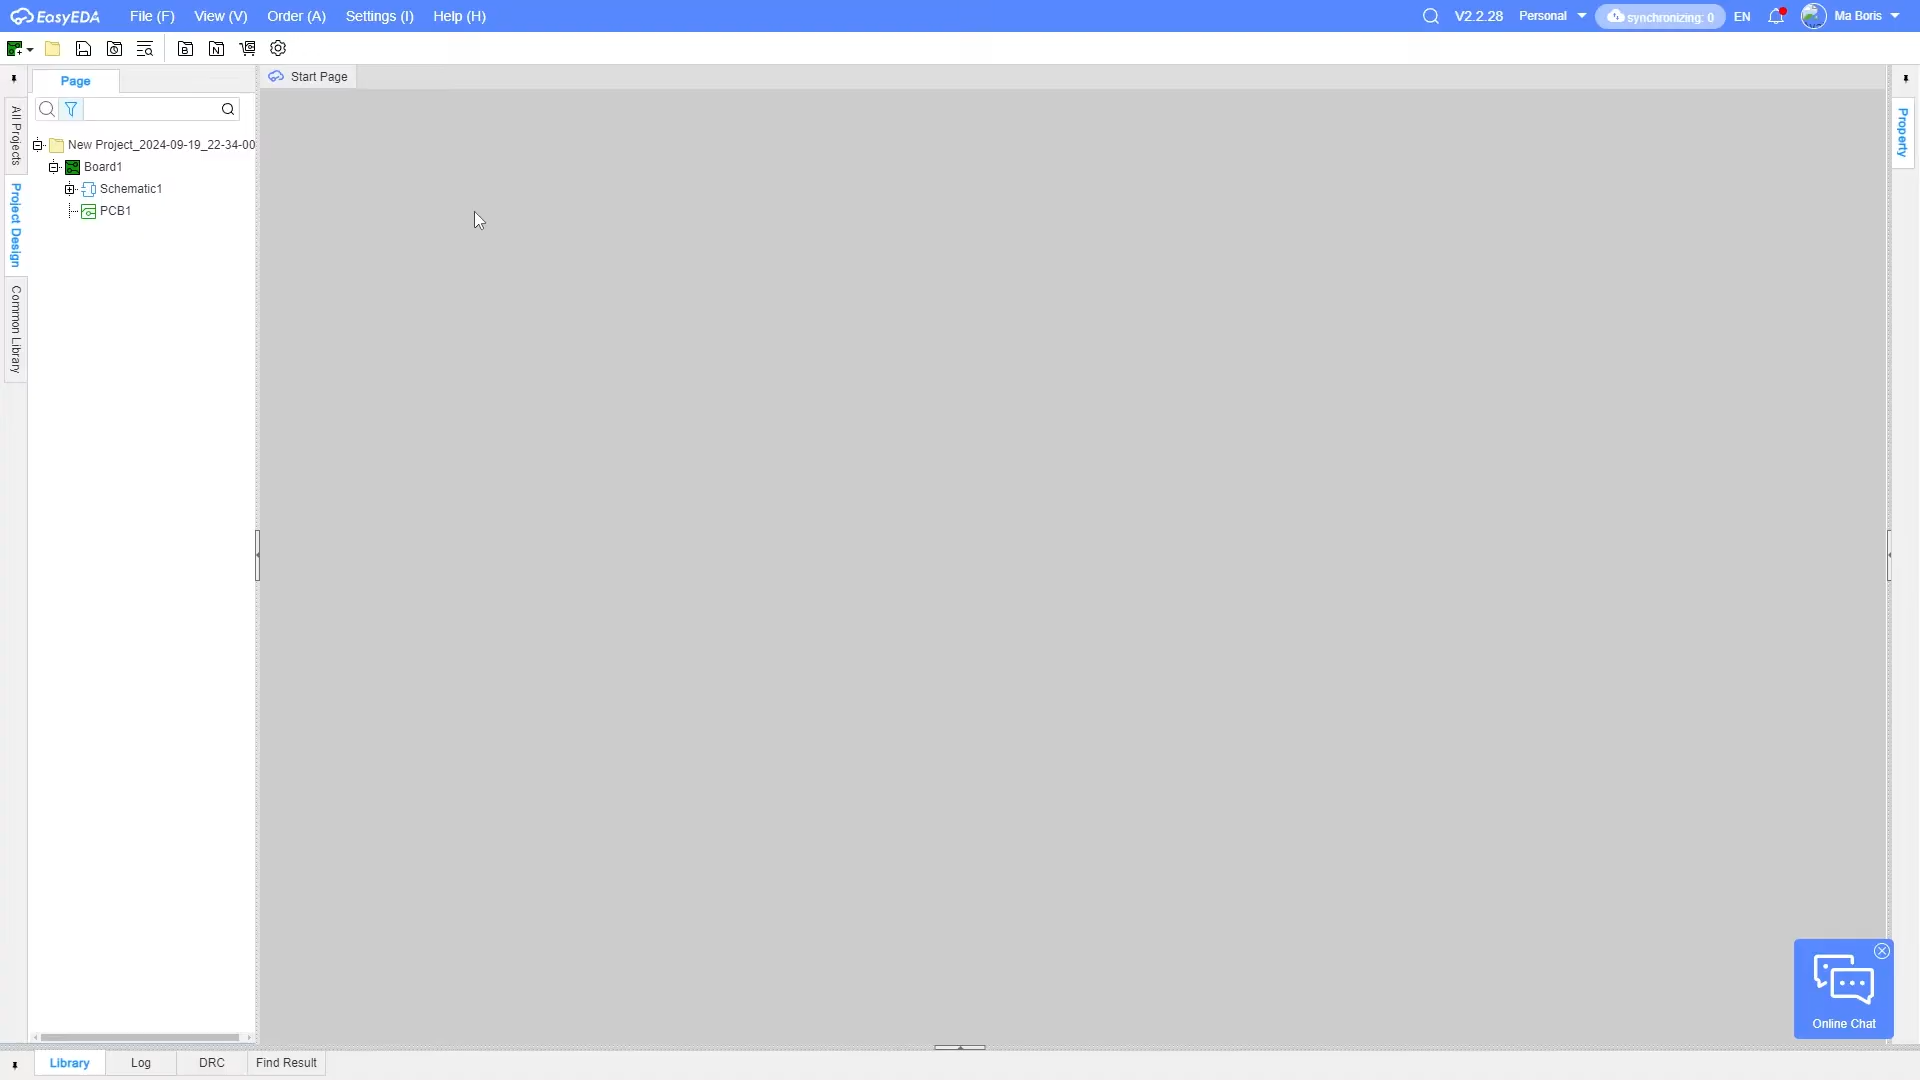 EasyEDA File (F) View (V) Order (A) Settings (I) Help (H) V2.2.28 Personal synchronizing: 0 EN Ma Boris
Page
Start Page
All Projects
Project Design
Common Library
New Project_2024-09-19_22-34-00
Board1
Schematic1
PCB1
Property
Online Chat
Library Log DRC Find Result